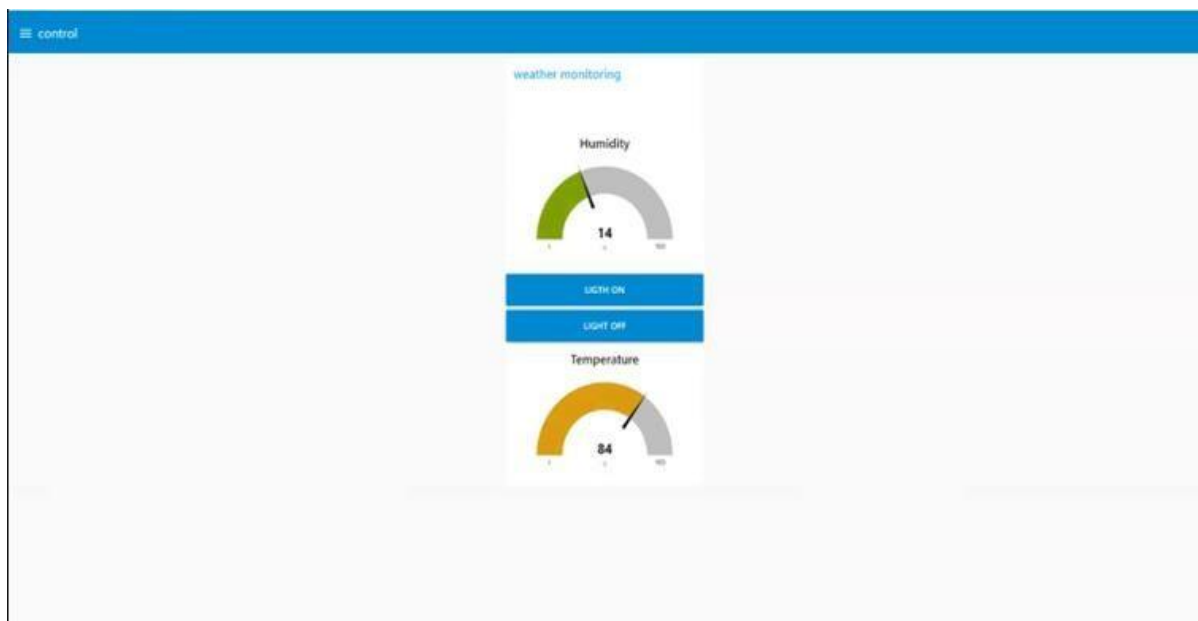 control
weather monitoring
Humidity
14
LIGTH ON
LIGHT OFF
Temperature
84